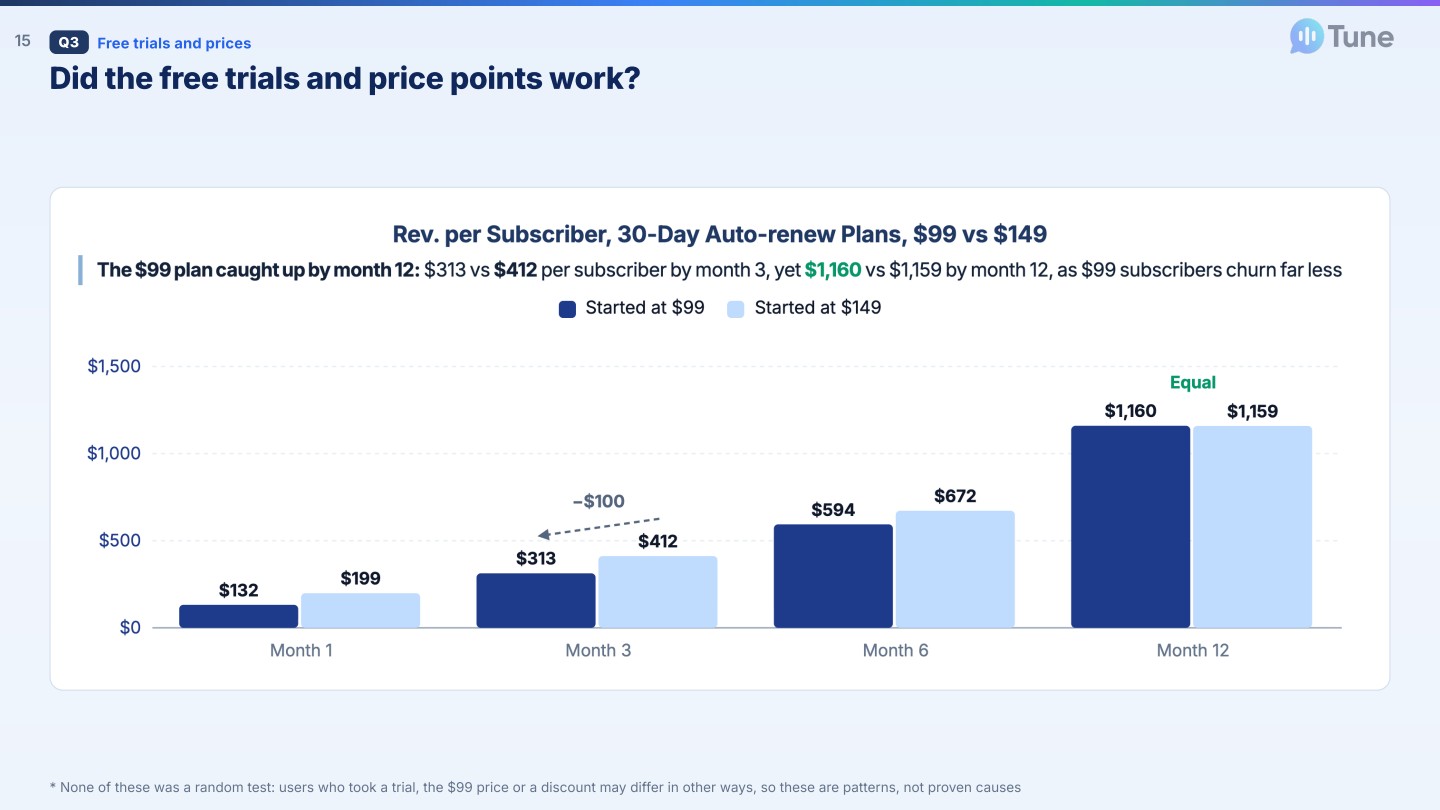 15
Q3 Free trials and prices
Tune
Did the free trials and price points work?
Rev. per Subscriber, 30-Day Auto-renew Plans, $99 vs $149
The $99 plan caught up by month 12: $313 vs $412 per subscriber by month 3, yet $1,160 vs $1,159 by month 12, as $99 subscribers churn far less
Started at $99 Started at $149
$1,500
Equal
$1,160 $1,159
$1,000
–$100
$594 $672
$500
$313 $412
$132 $199
$0
Month 1 Month 3 Month 6 Month 12
* None of these was a random test: users who took a trial, the $99 price or a discount may differ in other ways, so these are patterns, not proven causes